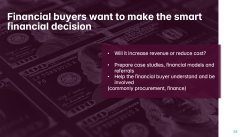 Financial buyers want to make the smart
financial decision
• Will it increase revenue or reduce cost?
• Prepare case studies, financial models and
referrals
• Help the financial buyer understand and be
involved
(commonly procurement, finance)